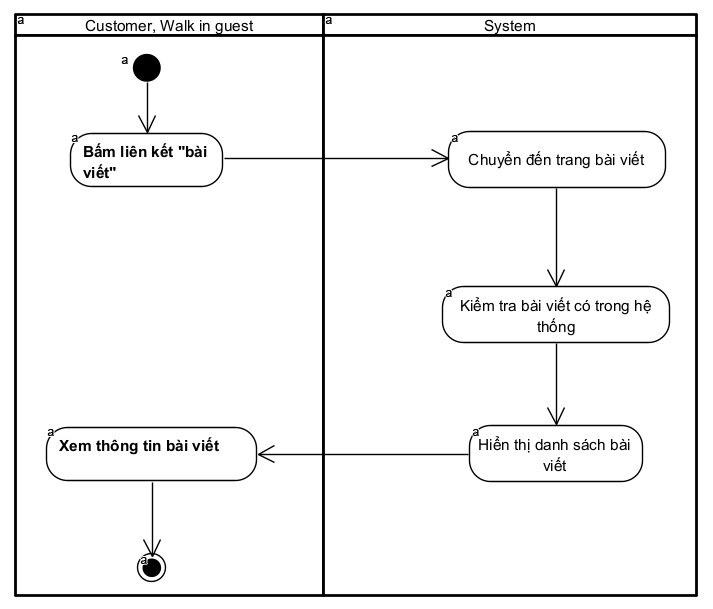 a
Customer, Walk in guest
a
System
a
a
Bấm liên kết "bài
viết"
a
Chuyển đến trang bài viết
a
Kiểm tra bài viết có trong hệ
thống
a
Hiển thị danh sách bài
viết
a
Xem thông tin bài viết
a